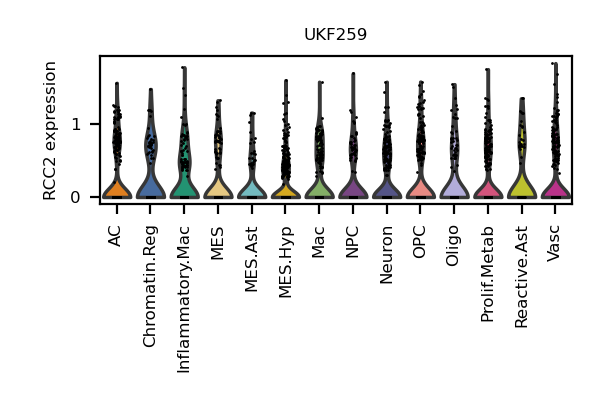 UKF259
RCC2 expression
1
0
AC
Chromatin.Reg
Inflammatory.Mac
MES
MES.Ast
MES.Hyp
Mac
NPC
Neuron
OPC
Oligo
Prolif.Metab
Reactive.Ast
Vasc